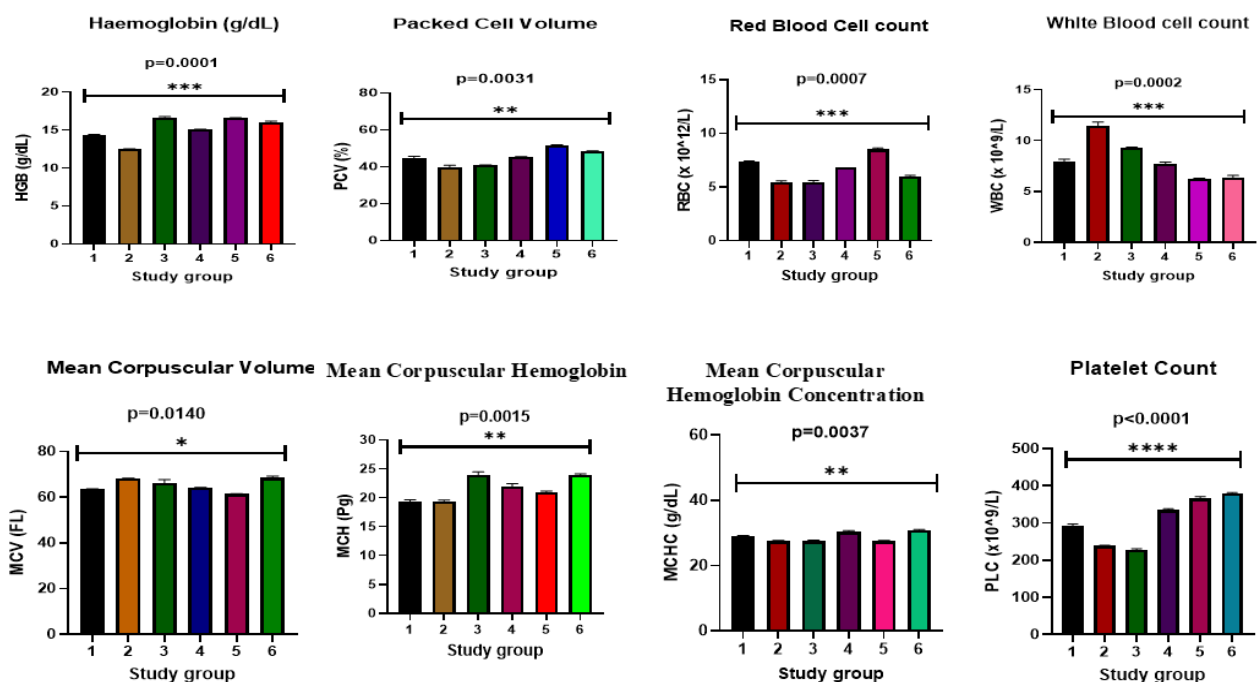 Haemoglobin (g/dL)
p=0.0001
***
HGB (g/dL)
20
15
10
5
0
1 2 3 4 5 6
Study group
Packed Cell Volume
p=0.0031
**
PCV (%)
80
60
40
20
0
1 2 3 4 5 6
Study group
Red Blood Cell count
p=0.0007
***
RBC (x 10^12/L)
15
10
5
0
1 2 3 4 5 6
Study group
White Blood cell count
p=0.0002
***
WBC (x 10^9/L)
15
10
5
0
1 2 3 4 5 6
Study group
Mean Corpuscular Volume
p=0.0140
*
MCV (FL)
80
60
40
20
0
1 2 3 4 5 6
Study group
Mean Corpuscular Hemoglobin
p=0.0015
**
MCH (Pg)
30
25
20
15
10
5
0
1 2 3 4 5 6
Study group
Mean Corpuscular
Hemoglobin Concentration
p=0.0037
**
MCHC (g/dL)
60
40
20
0
1 2 3 4 5 6
Study group
Platelet Count
p<0.0001
****
PLC (x10^9/L)
500
400
300
200
100
0
1 2 3 4 5 6
Study group